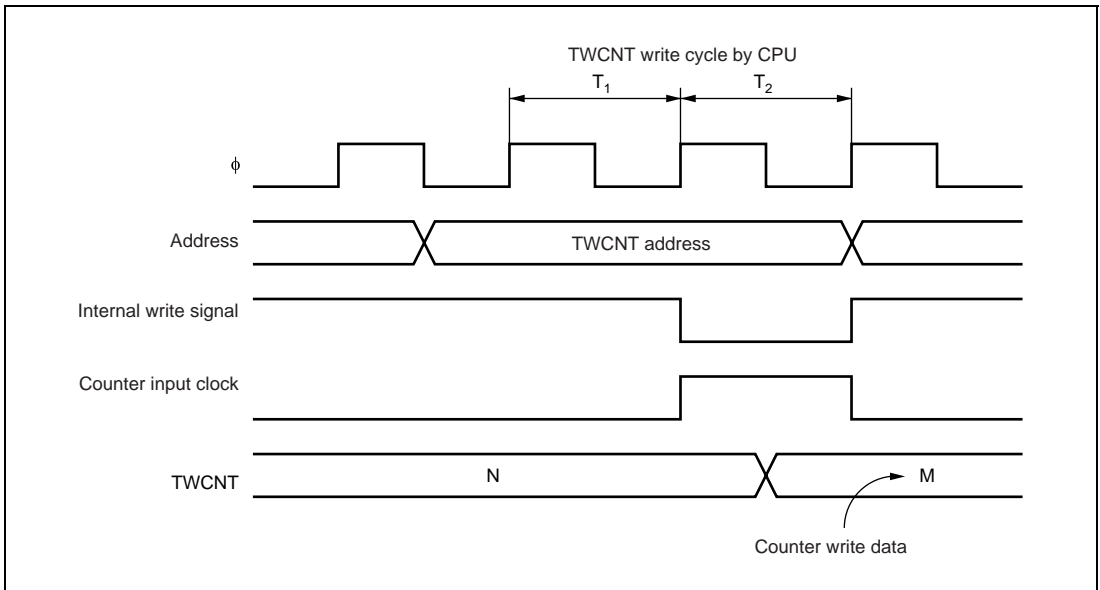 TWCNT write cycle by CPU
T1 T2
ϕ
Address TWCNT address
Internal write signal
Counter input clock
TWCNT N M
Counter write data